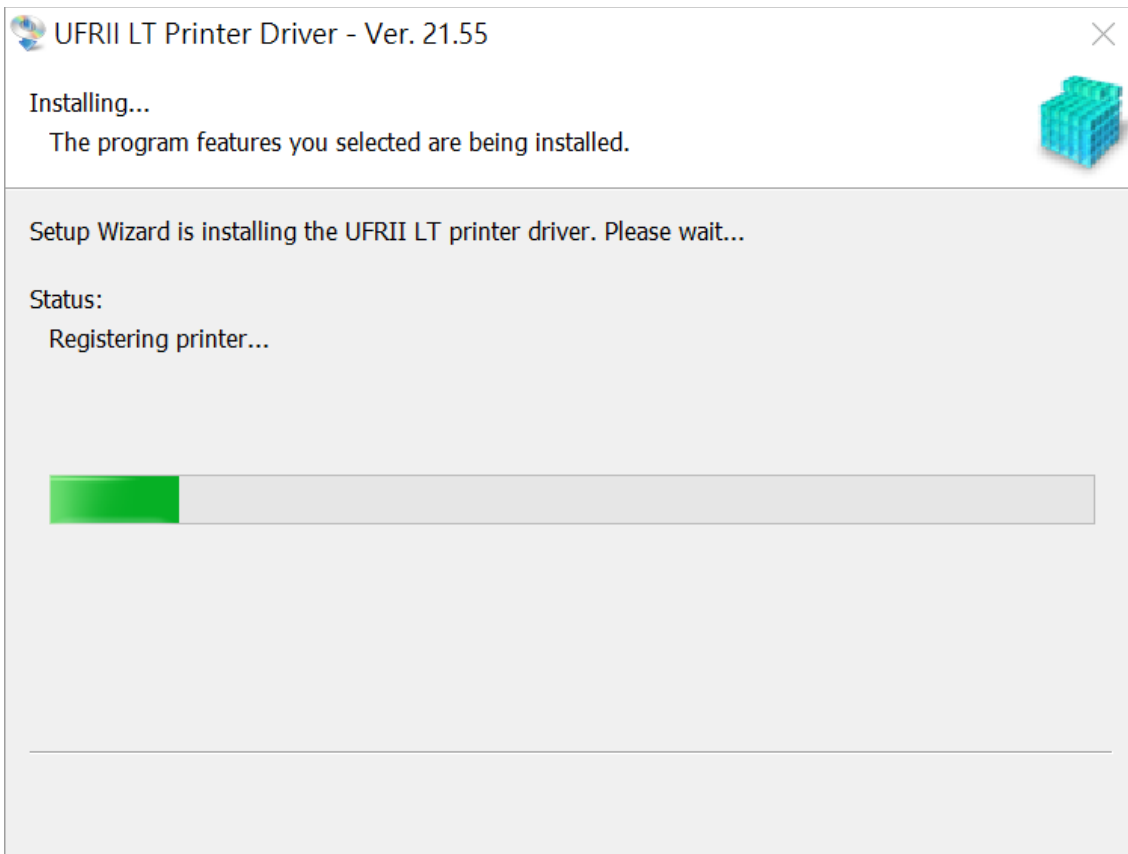 UFRII LT Printer Driver - Ver. 21.55
Installing...
The program features you selected are being installed.
Setup Wizard is installing the UFRII LT printer driver. Please wait...
Status:
Registering printer...